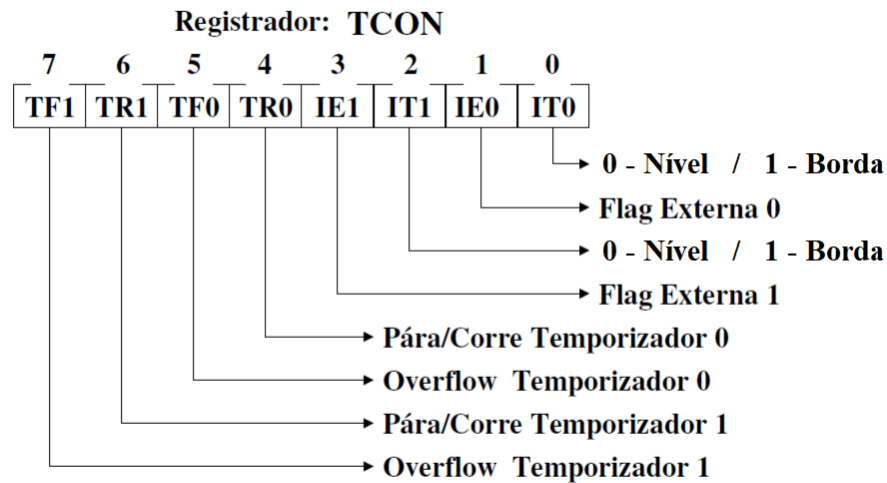 Registrador: TCON
7 6 5 4 3 2 1 0
TF1 TR1 TF0 TR0 IE1 IT1 IE0 IT0
0 - Nível / 1 - Borda
Flag Externa 0
0 - Nível / 1 - Borda
Flag Externa 1
Pára/Corre Temporizador 0
Overflow Temporizador 0
Pára/Corre Temporizador 1
Overflow Temporizador 1